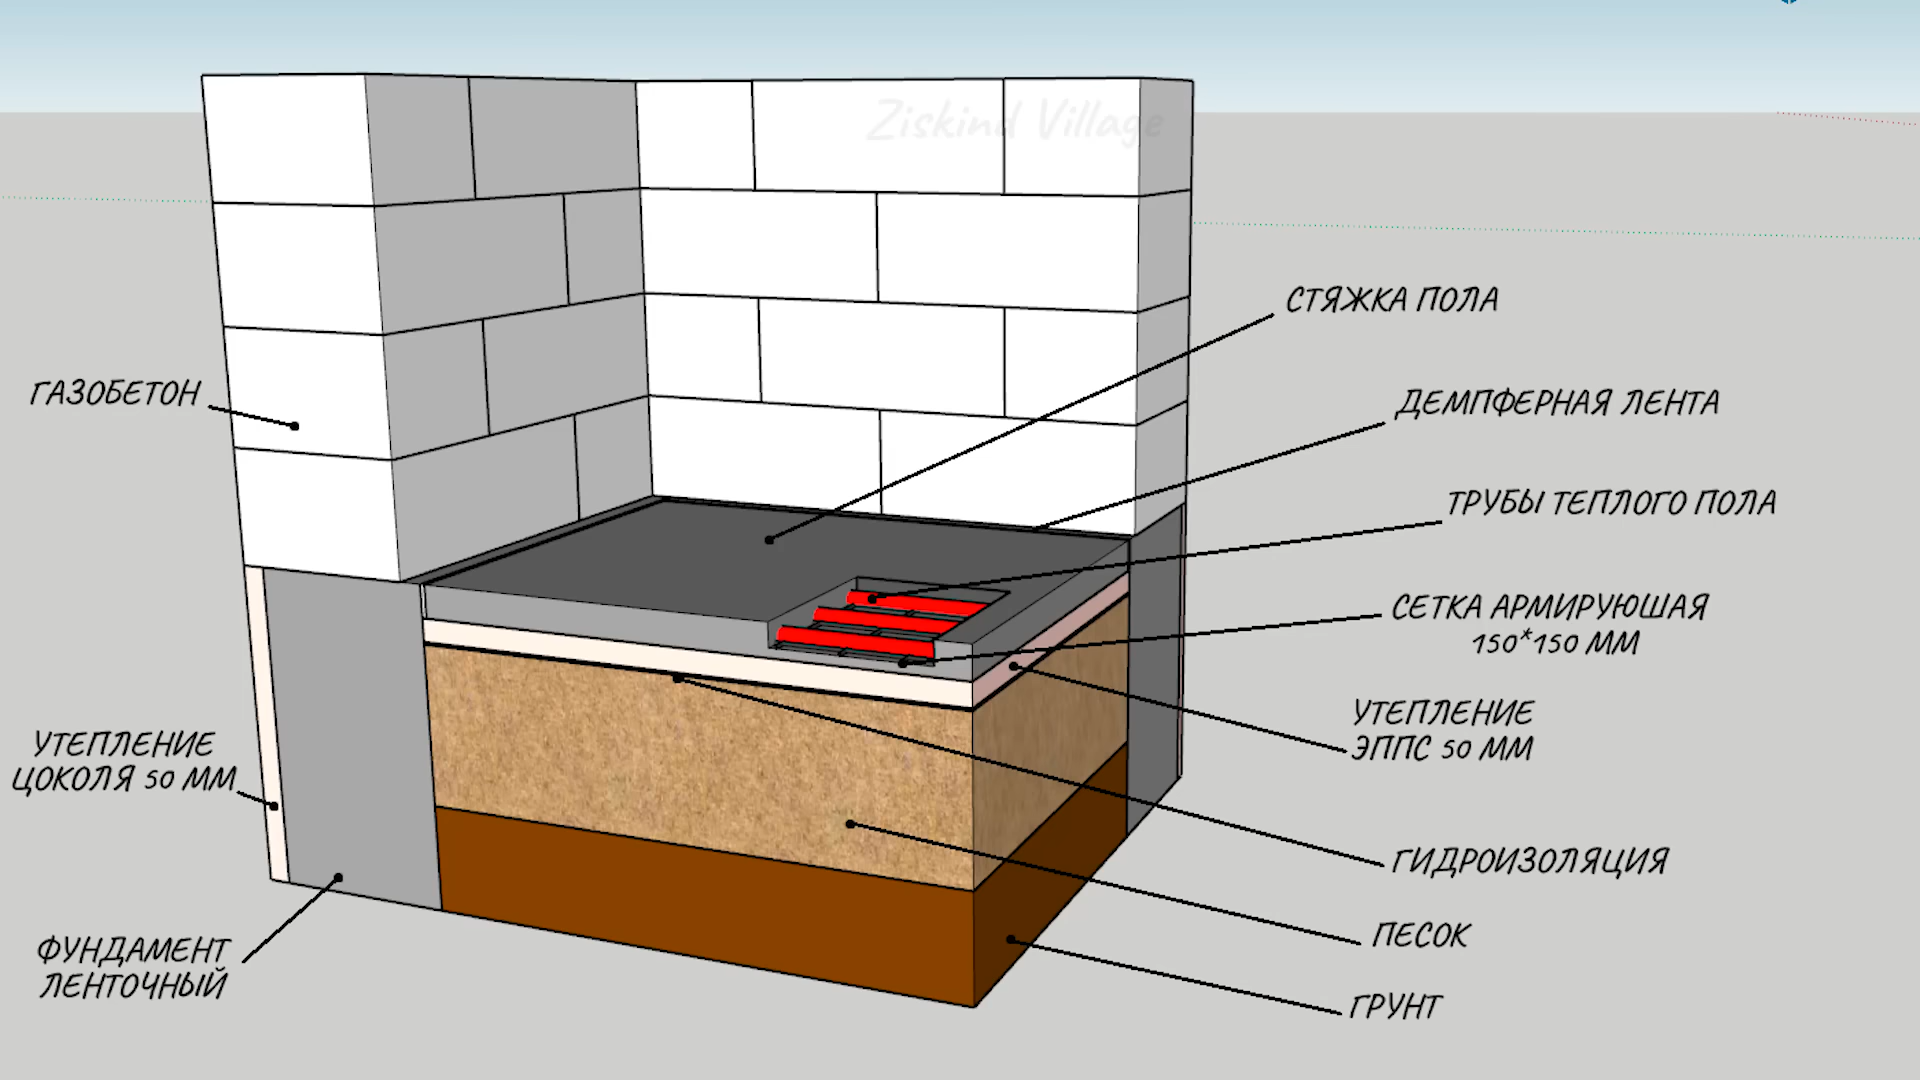 Ziskind Village
СТЯЖКА ПОЛА
ГАЗОБЕТОН
ДЕМПФЕРНАЯ ЛЕНТА
ТРУБЫ ТЕПЛОГО ПОЛА
СЕТКА АРМИРУЮШАЯ
150*150 ММ
УТЕПЛЕНИЕ
ЭППС 50 ММ
УТЕПЛЕНИЕ
ЦОКОЛЯ 50 ММ
ГИДРОИЗОЛЯЦИЯ
ПЕСОК
ФУНДАМЕНТ
ЛЕНТОЧНЫЙ
ГРУНТ